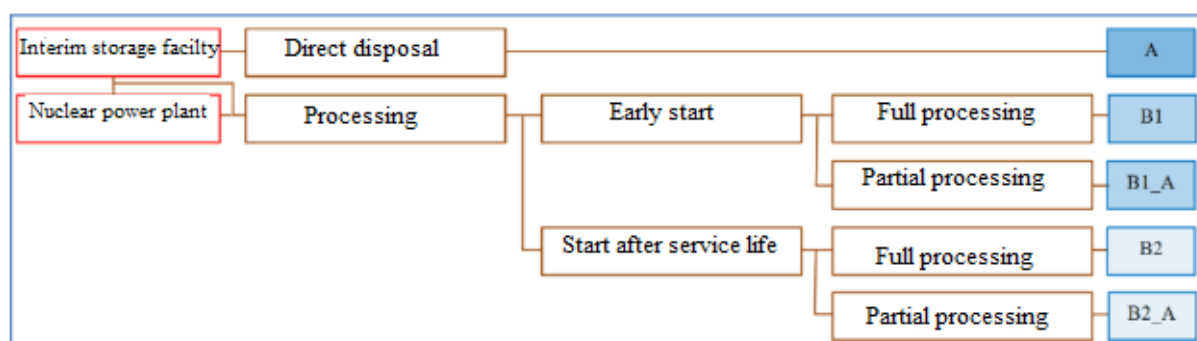 Interim storage facilty
Direct disposal
A
Nuclear power plant
Processing
Early start
Full processing
B1
Partial processing
B1_A
Start after service life
Full processing
B2
Partial processing
B2_A